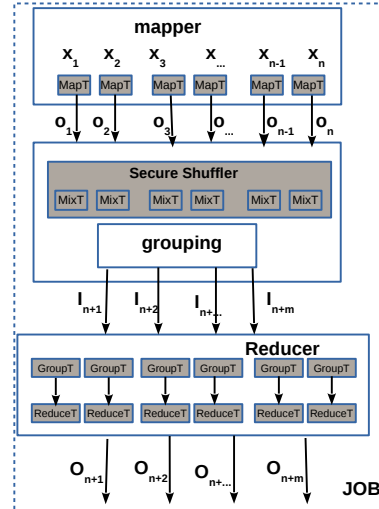 mapper
x1 x2 x3 x... xn-1 xn
MapT MapT MapT MapT MapT MapT
o1 o2 o3 o... on-1 on
Secure Shuffler
MixT MixT MixT MixT MixT MixT
grouping
In+1 In+2 In+... In+m
Reducer
GroupT GroupT GroupT GroupT GroupT GroupT
ReduceT ReduceT ReduceT ReduceT ReduceT ReduceT
On+1 On+2 On+... On+m
JOB